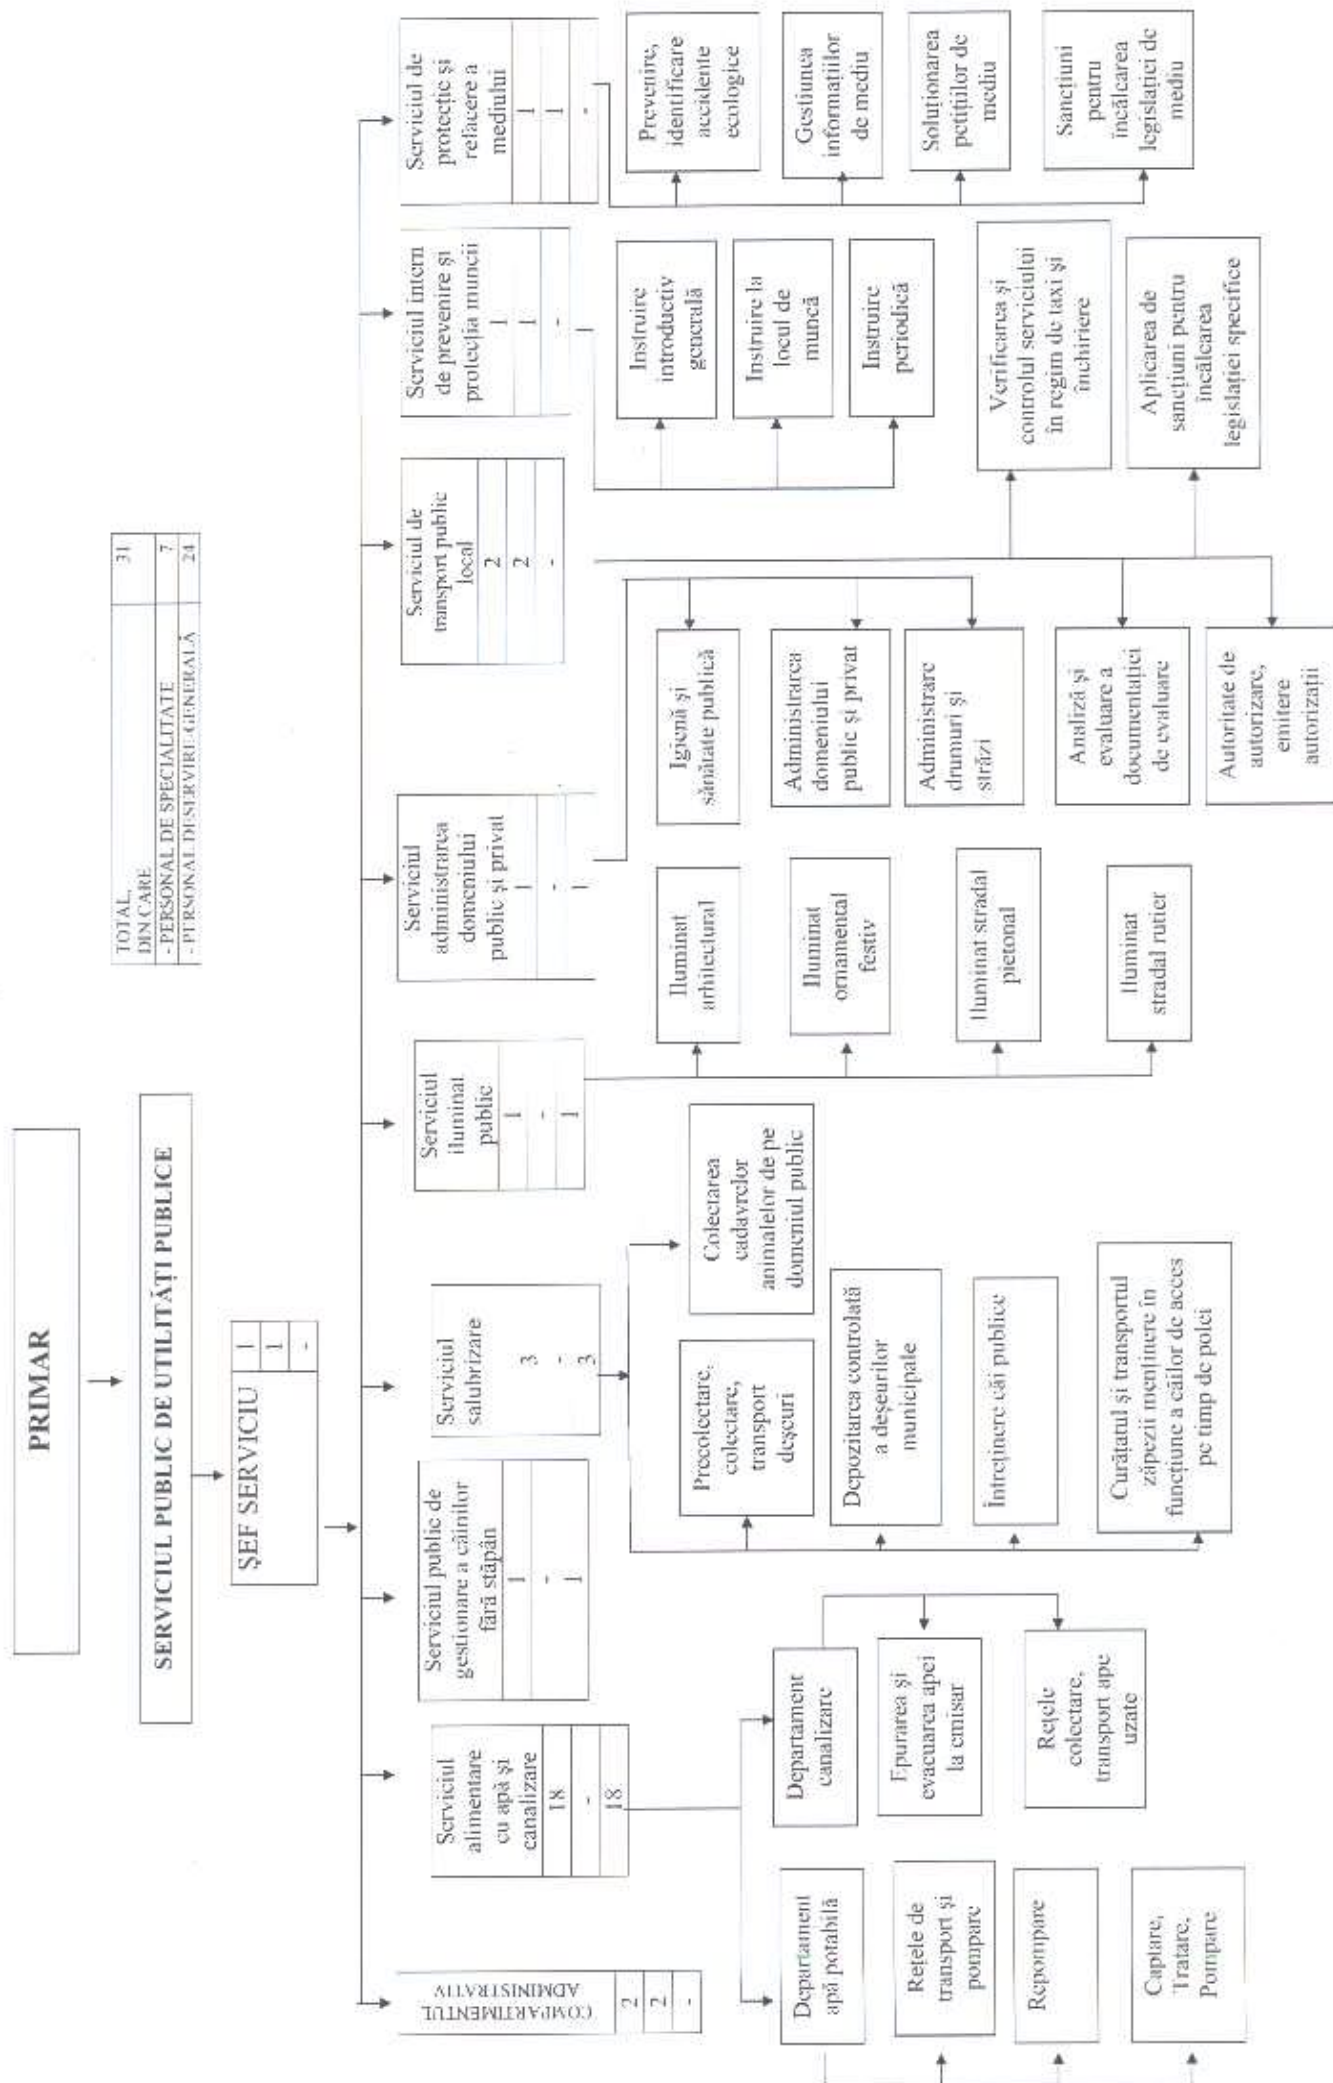 PRIMAR
SERVICIUL PUBLIC DE UTILITĂȚI PUBLICE
ȘEF SERVICIU
1
1
-
TOTAL,
DIN CARE
31
- PERSONAL DE SPECIALITATE
7
- PERSONAL DESERVIRE GENERALĂ
24
COMPARTIMENTUL
ADMINISTRATIV
2
2
-
Serviciul
alimentare
cu apă și
canalizare
18
-
18
Serviciul public de
gestionare a câinilor
fără stăpân
1
-
1
Serviciul
salubrizare
3
-
3
Serviciul
iluminat
public
1
-
1
Serviciul
administrarea
domeniului
public și privat
1
-
1
Serviciul de
transport public
local
2
2
-
Serviciul intern
de prevenire și
protecția muncii
1
1
-
1
Serviciul de
protecție și
refacere a
mediului
1
1
-
Departament
apă potabilă
Rețele de
transport și
pompare
Repompare
Captare,
Tratare,
Pompare
Departament
canalizare
Epurarea și
evacuarea apei
la emisar
Rețele
colectare,
transport ape
uzate
Precolectare,
colectare,
transport
deșeuri
Depozitarea controlată
a deșeurilor
municipale
Întreținere căi publice
Curățatul și transportul
zăpezii menținere în
funcțiune a căilor de acces
pe timp de polei
Colectarea
cadavrelor
animalelor de pe
domeniul public
Iluminat
arhitectural
Iluminat
ornamental
festiv
Iluminat stradal
pietonal
Iluminat
stradal rutier
Igienă și
sănătate publică
Administrarea
domeniului
public și privat
Administrare
drumuri și
străzi
Analiză și
evaluare a
documentației
de evaluare
Autoritate de
autorizare,
emitere
autorizații
Verificarea și
controlul serviciului
în regim de taxi și
închiriere
Aplicarea de
sancțiuni pentru
încălcarea
legislației specifice
Instruire
introductiv
generală
Instruire la
locul de
muncă
Instruire
periodică
Prevenire,
identificare
accidente
ecologice
Gestiunea
informațiilor
de mediu
Soluționarea
petițiilor de
mediu
Sancțiuni
pentru
încălcarea
legislației de
mediu